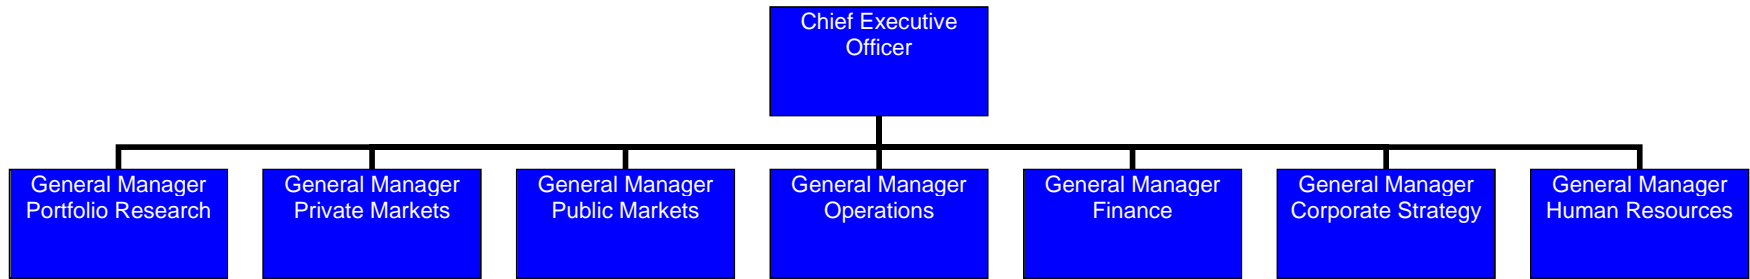 Chief Executive
Officer
General Manager
Portfolio Research
General Manager
Private Markets
General Manager
Public Markets
General Manager
Operations
General Manager
Finance
General Manager
Corporate Strategy
General Manager
Human Resources